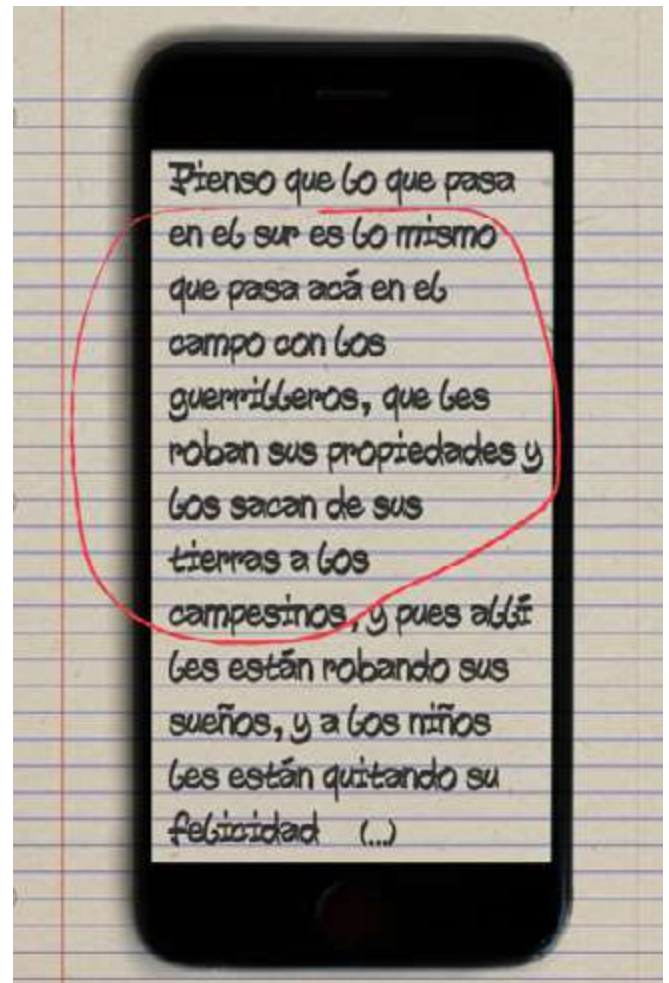 Pienso que lo que pasa
en el sur es lo mismo
que pasa acá en el
campo con los
guerrilleros, que les
roban sus propiedades y
los sacan de sus
tierras a los
campesinos, y pues allí
les están robando sus
sueños, y a los niños
les están quitando su
felicidad (...)